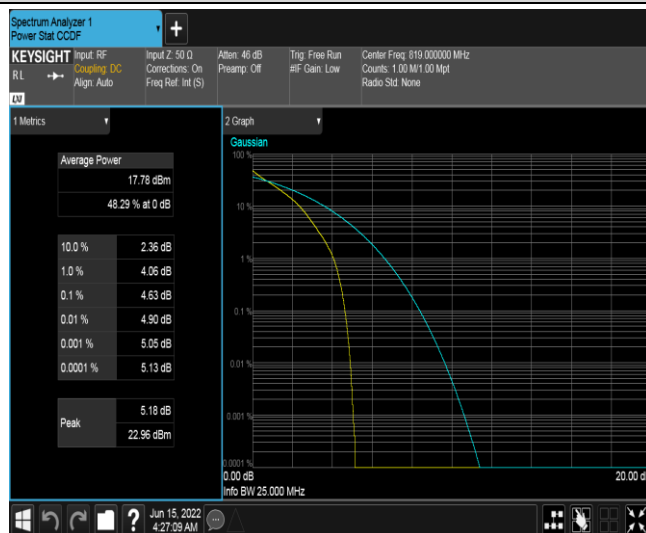 Spectrum Analyzer 1
Power Stat CCDF
KEYSIGHT
RL
LXI
Input: RF
Coupling: DC
Align: Auto
Input Z: 50 Ω
Corrections: On
Freq Ref: Int (S)
Atten: 46 dB
Preamp: Off
Trig: Free Run
#IF Gain: Low
Center Freq: 819.000000 MHz
Counts: 1.00 M/1.00 Mpt
Radio Std: None
1 Metrics
Average Power
17.78 dBm
48.29 % at 0 dB
10.0 % 2.36 dB
1.0 % 4.06 dB
0.1 % 4.63 dB
0.01 % 4.90 dB
0.001 % 5.05 dB
0.0001 % 5.13 dB
Peak
5.18 dB
22.96 dBm
2 Graph
Gaussian
100 %
10 %
1 %
0.1 %
0.01 %
0.001 %
0.0001 %
0.00 dB
20.00 d
Info BW 25.000 MHz
?
Jun 15, 2022
4:27:09 AM